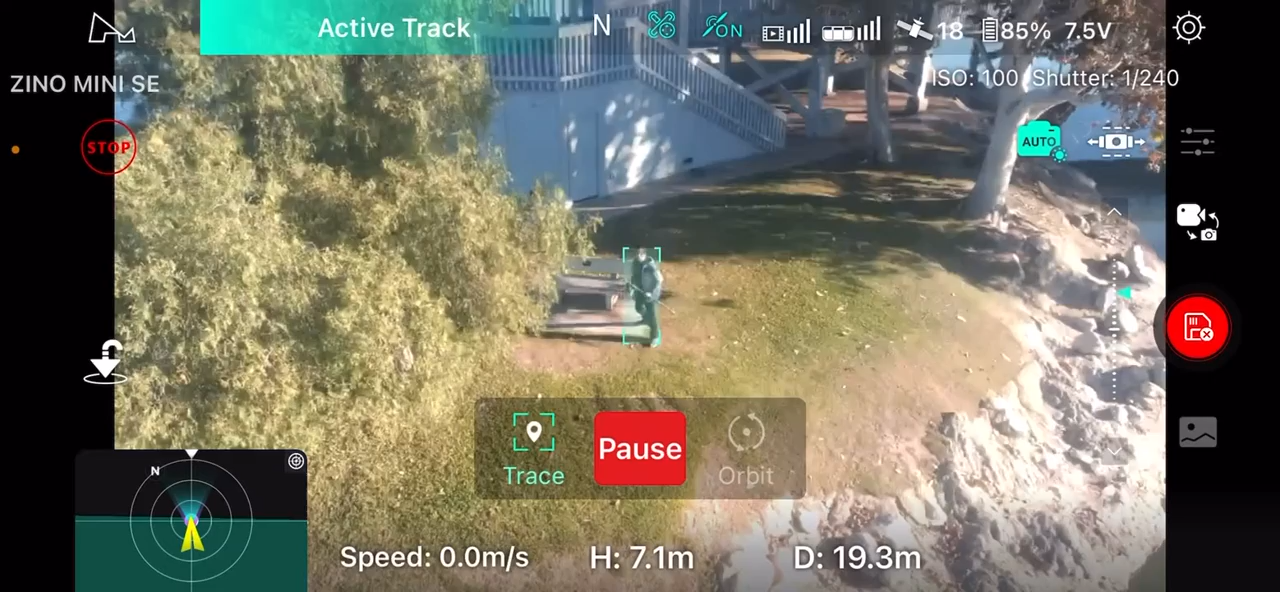 Active Track
N
ON
18
85%
7.5V
ZINO MINI SE
ISO: 100
Shutter: 1/240
STOP
AUTO
Trace
Pause
Orbit
N
Speed: 0.0m/s
H: 7.1m
D: 19.3m